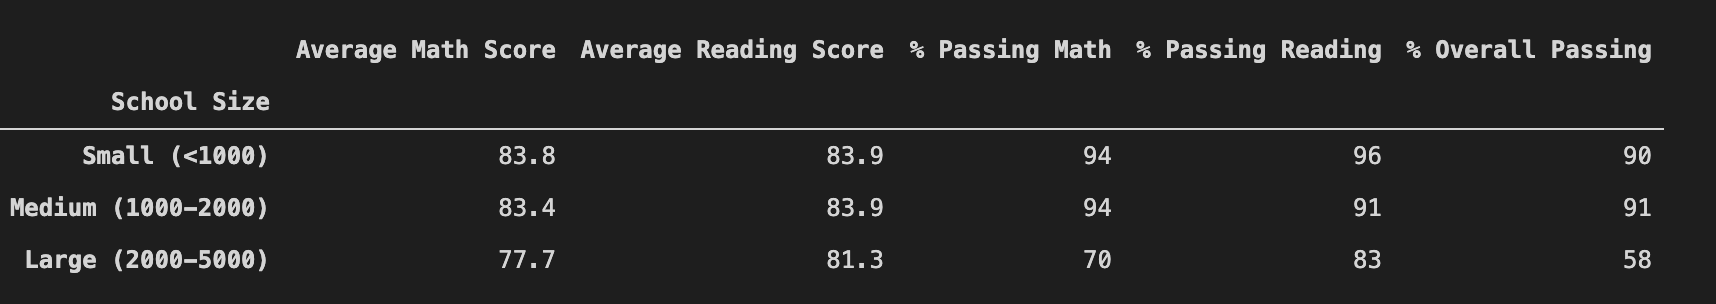 Average Math Score Average Reading Score % Passing Math % Passing Reading % Overall Passing
School Size
Small (<1000) 83.8 83.9 94 96 90
Medium (1000–2000) 83.4 83.9 94 91 91
Large (2000–5000) 77.7 81.3 70 83 58